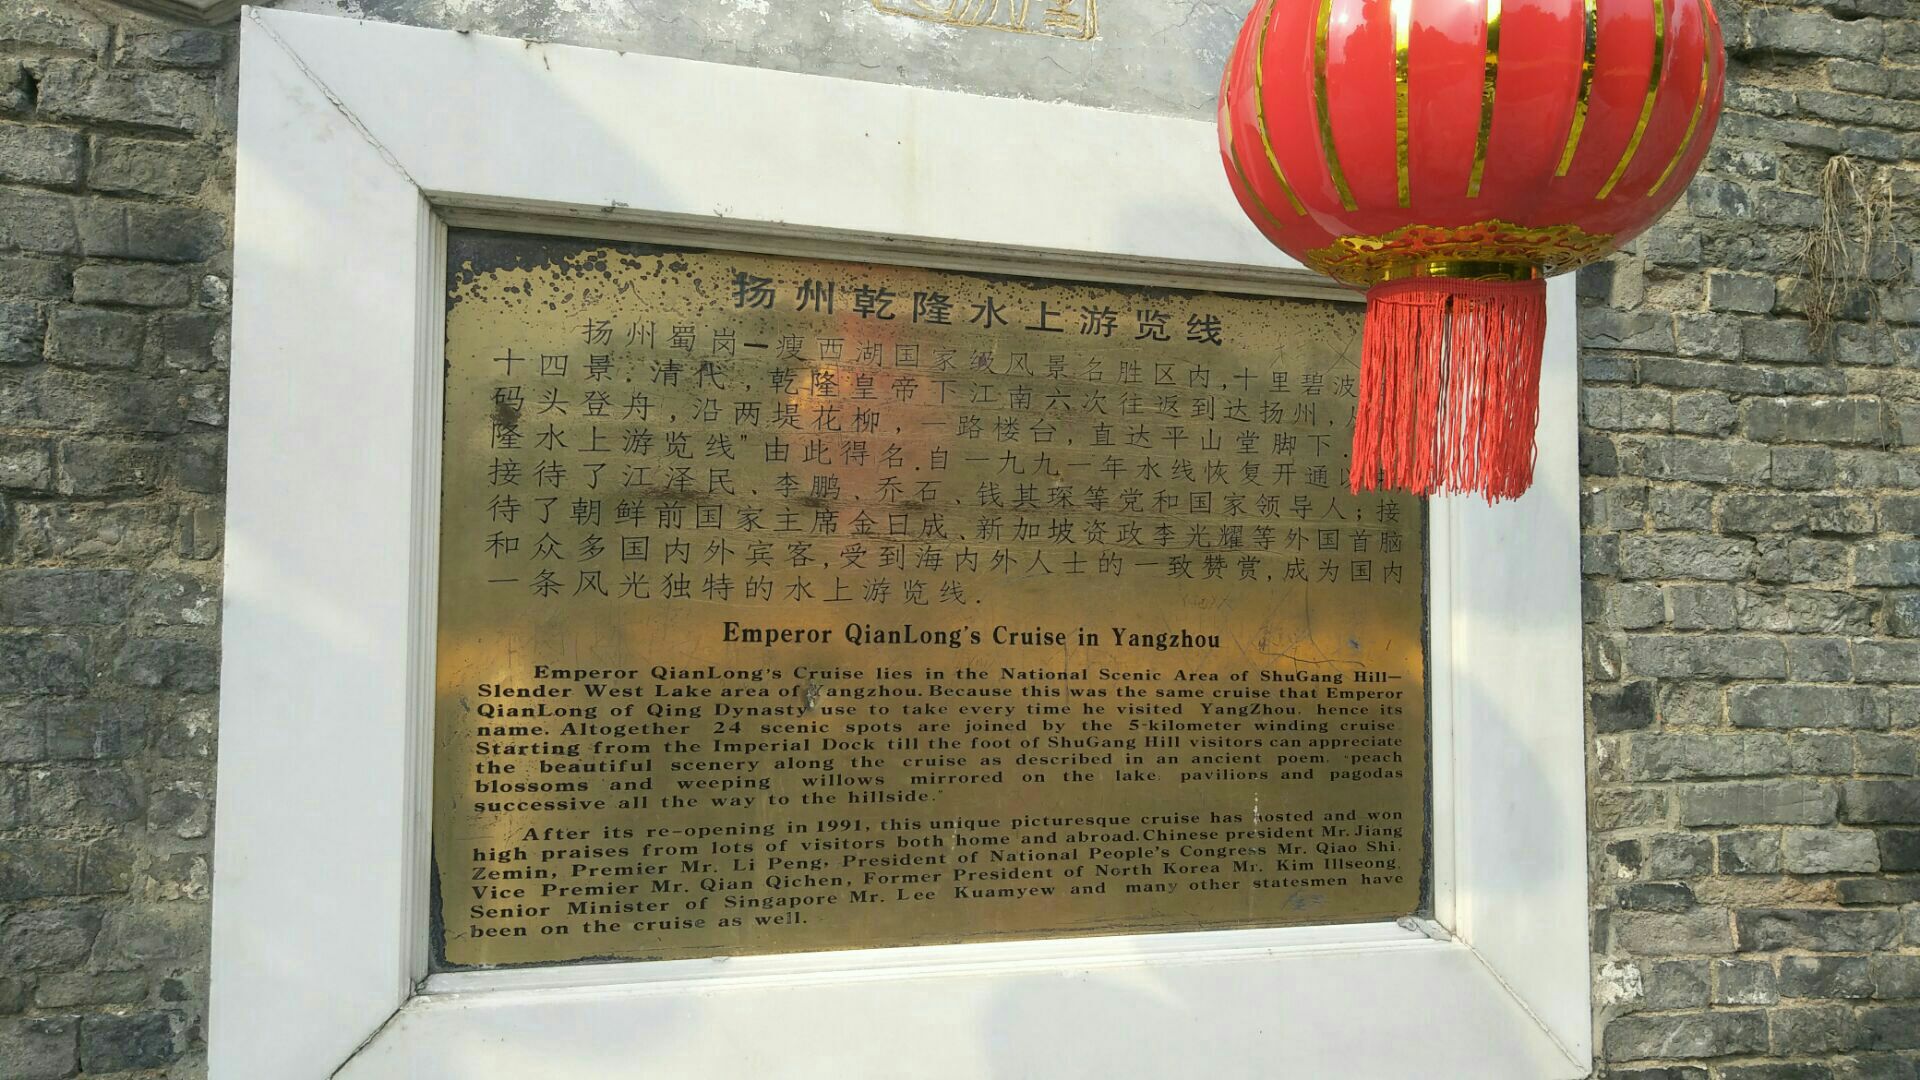 扬州乾隆水上游览线
扬州蜀岗—瘦西湖国家级风景名胜区内,十里碧波
十四景.清代,乾隆皇帝下江南六次往返到达扬州,
码头登舟,沿两堤花柳,一路楼台,直达平山堂脚下.
隆水上游览线"由此得名.自一九九一年水线恢复开通以
接待了江泽民、李鹏、乔石、钱其琛等党和国家领导人;接
待了朝鲜前国家主席金日成、新加坡资政李光耀等外国首脑
和众多国内外宾客,受到海内外人士的一致赞赏,成为国内
一条风光独特的水上游览线.
Emperor QianLong's Cruise in Yangzhou
Emperor QianLong's Cruise lies in the National Scenic Area of ShuGang Hill—
Slender West Lake area of Yangzhou. Because this was the same cruise that Emperor
QianLong of Qing Dynasty use to take every time he visited YangZhou. hence its
name. Altogether 24 scenic spots are joined by the 5-kilometer winding cruise.
Starting from the Imperial Dock till the foot of ShuGang Hill visitors can appreciate
the beautiful scenery along the cruise as described in an ancient poem. "peach
blossoms and weeping willows mirrored on the lake. pavilions and pagodas
successive all the way to the hillside."
After its re-opening in 1991, this unique picturesque cruise has hosted and won
high praises from lots of visitors both home and abroad. Chinese president Mr. Jiang
Zemin, Premier Mr. Li Peng, President of National People's Congress Mr. Qiao Shi.
Vice Premier Mr. Qian Qichen, Former President of North Korea Mr. Kim Illseong.
Senior Minister of Singapore Mr. Lee Kuamyew and many other statesmen have
been on the cruise as well.